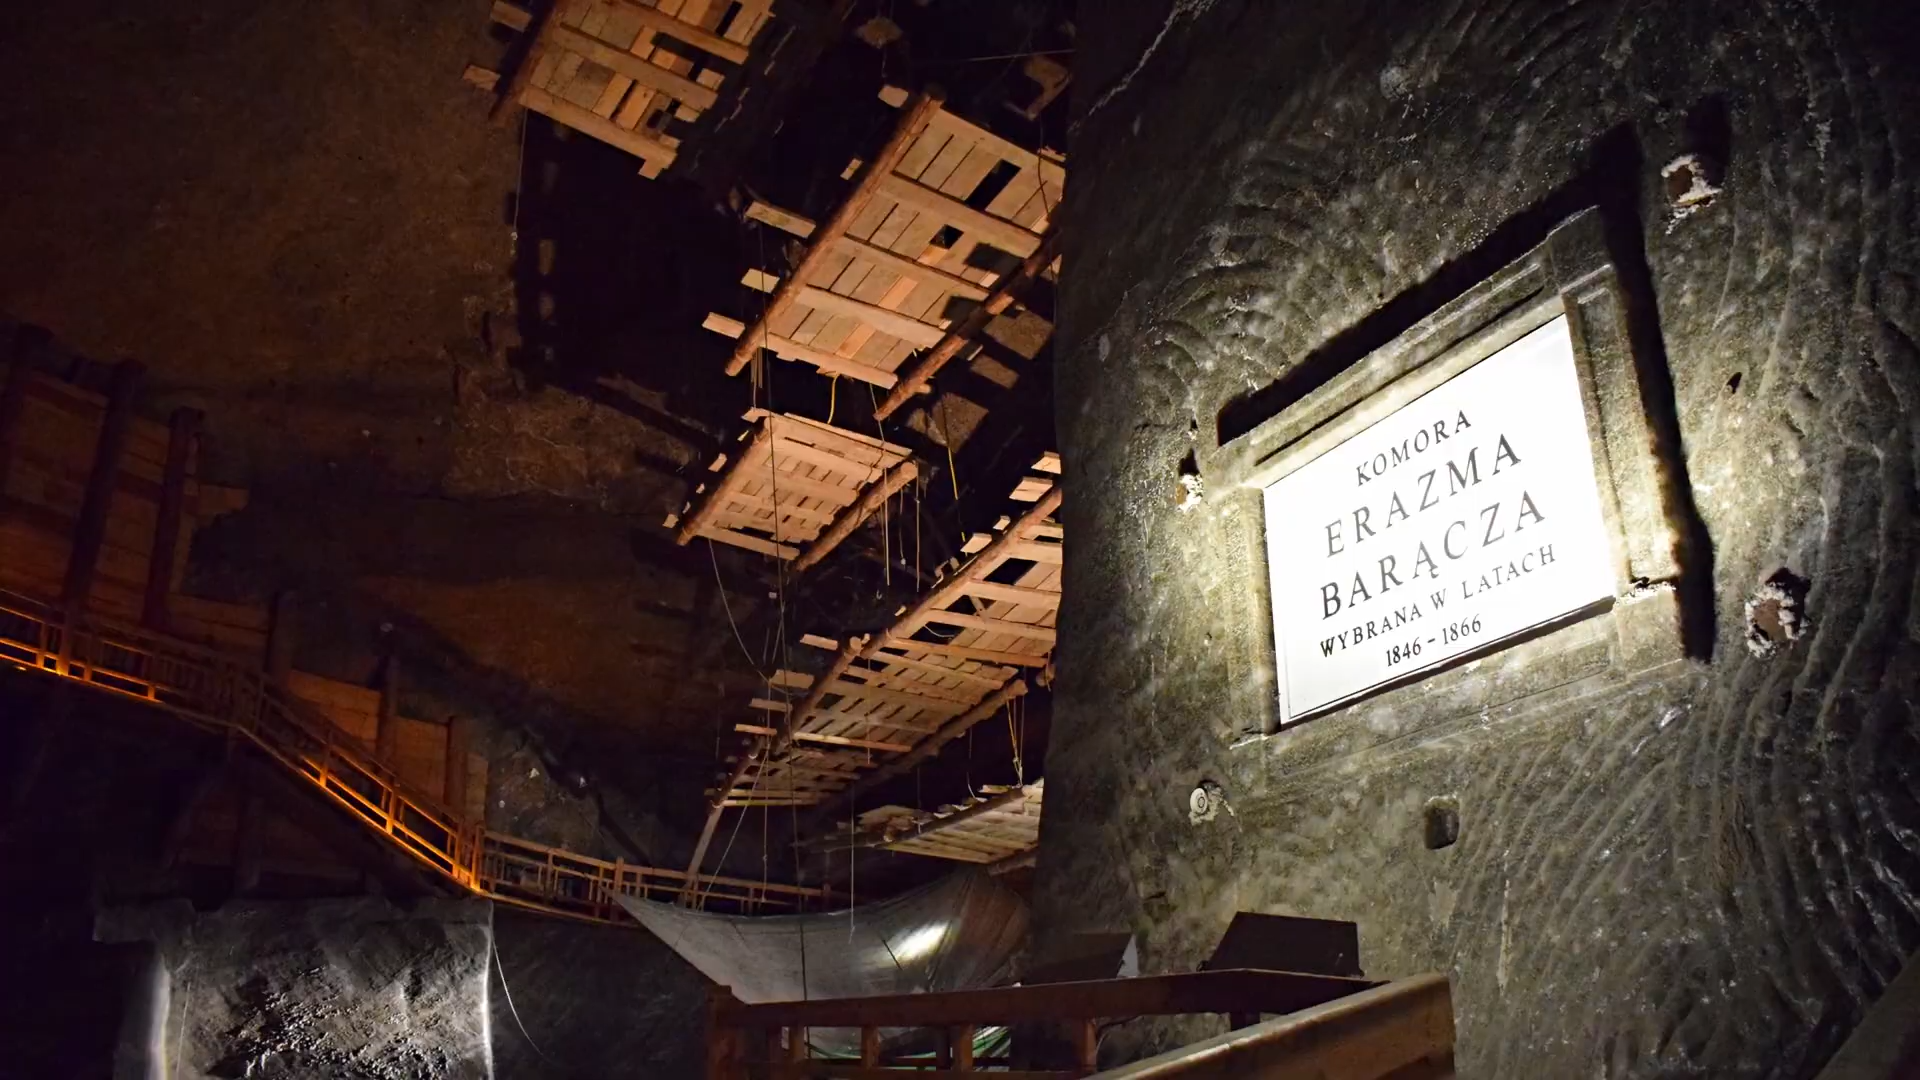 KOMORA
ERAZMA
BARĄCZA
WYBRANA W LATACH
1846 - 1866